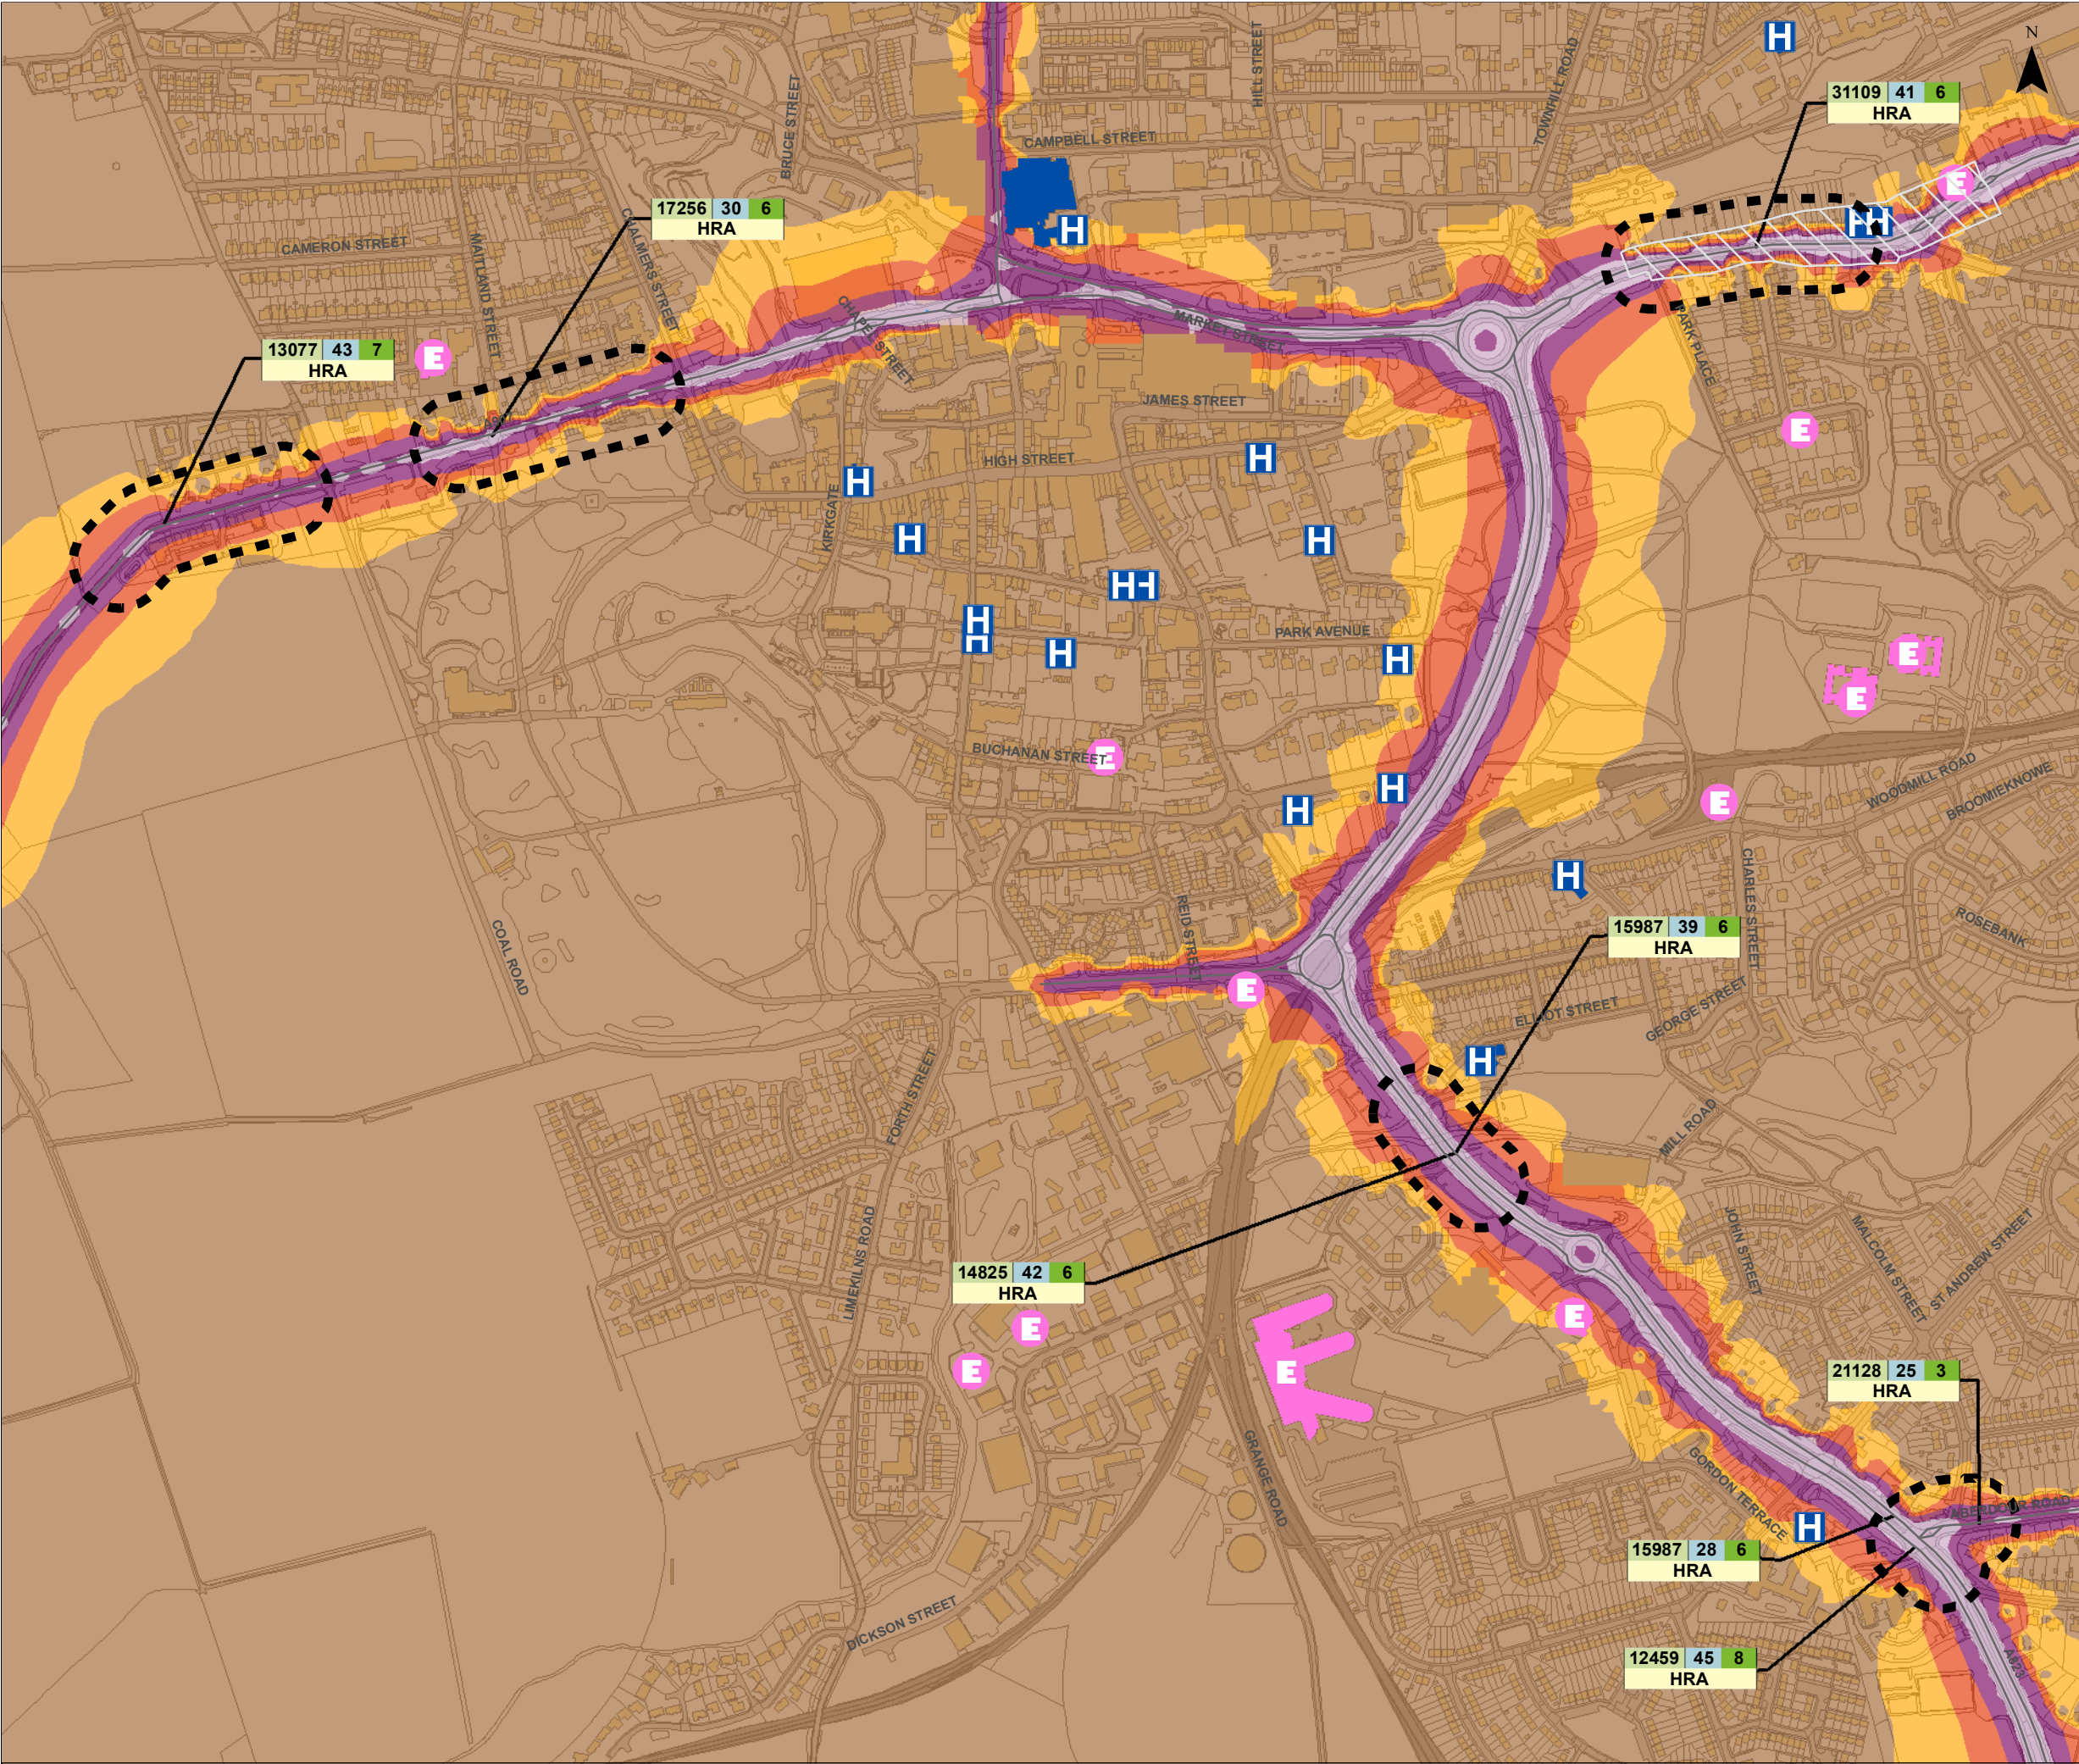 N
H
31109 41 6
HRA
HILL STREET
TOWNHILL ROAD
BRUCE STREET
CAMPBELL STREET
E
17256 30 6
HRA
H
H
CHALMERS STREET
CAMERON STREET
MAITLAND STREET
13077 43 7
HRA
E
CHAPEL STREET
MARKET STREET
PARK PLACE
JAMES STREET
E
HIGH STREET
H
H
KIRKGATE
H
H
HH
H
H
H
PARK AVENUE
H
E
E
BUCHANAN STREET
E
H
H
E
WOODMILL ROAD
BROOMIEKNOWE
H
CHARLES STREET
REID STREET
COAL ROAD
15987 39 6
HRA
ROSEBANK
E
ELLIOT STREET
GEORGE STREET
H
FORTH STREET
MILL ROAD
LIMEKILNS ROAD
JOHN STREET
MALCOLM STREET
ST ANDREW STREET
14825 42 6
HRA
E
E
E
E
21128 25 3
HRA
GRANGE ROAD
GORDON TERRACE
ABERDOUR ROAD
H
15987 28 6
HRA
DICKSON STREET
12459 45 8
HRA
A823